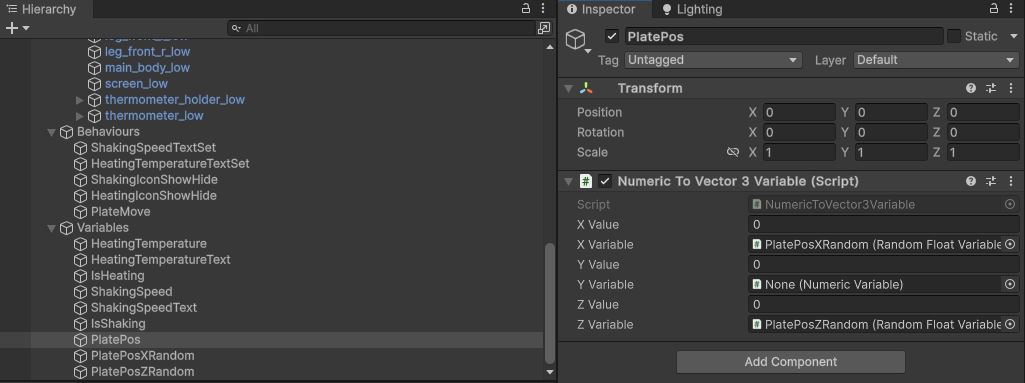 Hierarchy
All
leg_front_l_low
leg_front_r_low
main_body_low
screen_low
thermometer_holder_low
thermometer_low
Behaviours
ShakingSpeedTextSet
HeatingTemperatureTextSet
ShakingIconShowHide
HeatingIconShowHide
PlateMove
Variables
HeatingTemperature
HeatingTemperatureText
IsHeating
ShakingSpeed
ShakingSpeedText
IsShaking
PlatePos
PlatePosXRandom
PlatePosZRandom
Inspector
Lighting
PlatePos
Static
Tag Untagged Layer Default
Transform
Position X 0 Y 0 Z 0
Rotation X 0 Y 0 Z 0
Scale X 1 Y 1 Z 1
# Numeric To Vector 3 Variable (Script)
Script # NumericToVector3Variable
X Value 0
X Variable # PlatePosXRandom (Random Float Variable
Y Value 0
Y Variable # None (Numeric Variable)
Z Value 0
Z Variable # PlatePosZRandom (Random Float Variable
Add Component